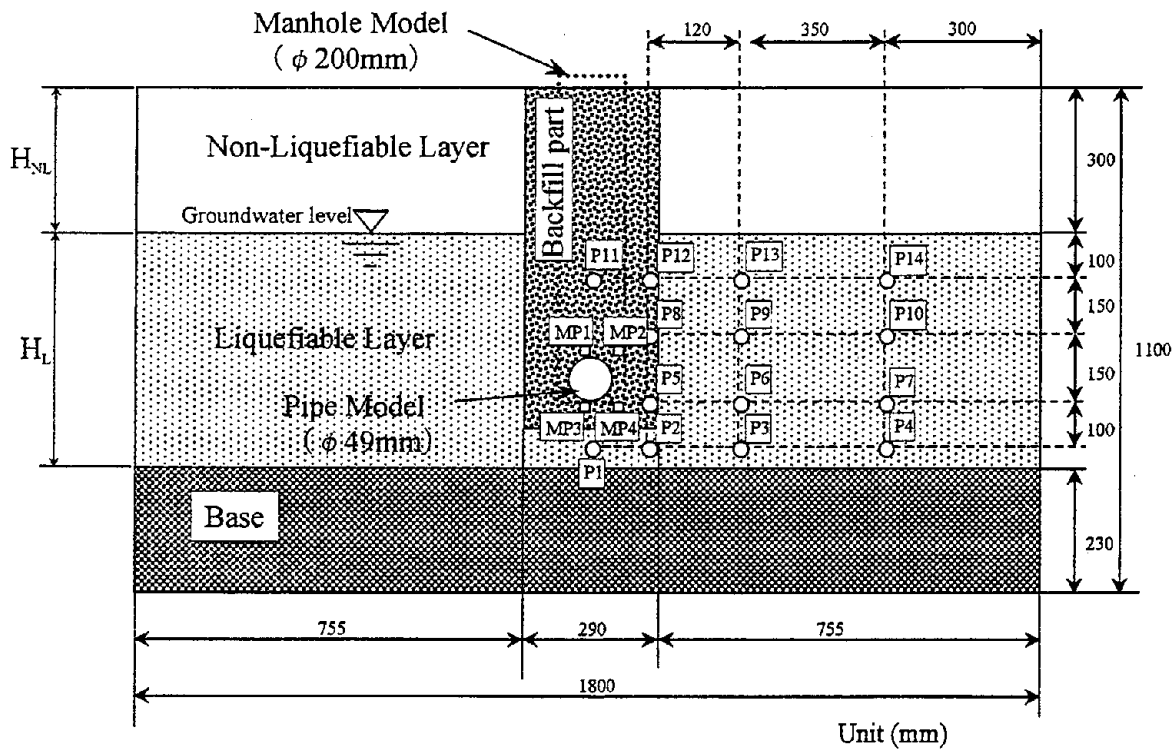 Manhole Model
( φ 200mm)
120
350
300
Backfill part
Non-Liquefiable Layer
H_NL
300
Groundwater level
P11
P12
P13
P14
100
150
P8
P9
P10
MP1
MP2
Liquefiable Layer
H_L
1100
150
P5
P6
P7
Pipe Model
( φ 49mm)
MP3
MP4
P2
P3
P4
100
P1
Base
230
755
290
755
1800
Unit (mm)